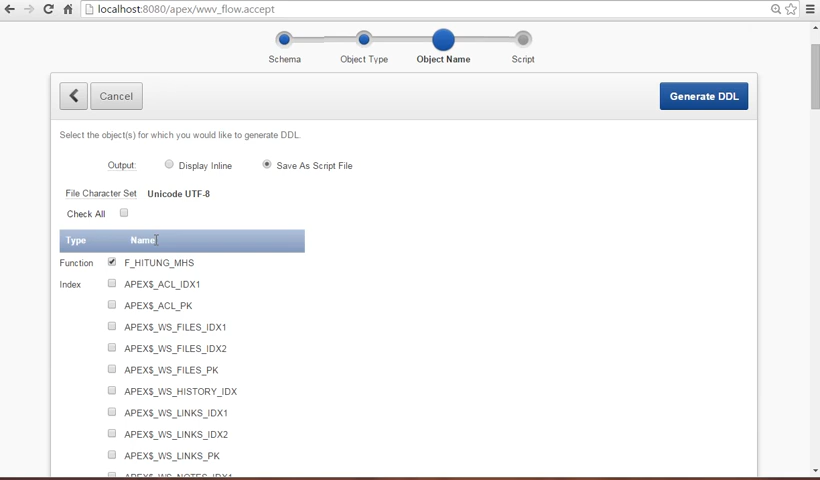 localhost:8080/apex/wwv_flow.accept
Schema Object Type Object Name Script
Cancel Generate DDL
Select the object(s) for which you would like to generate DDL.
Output: Display Inline Save As Script File
File Character Set Unicode UTF-8
Check All
Type Name
Function F_HITUNG_MHS
Index APEX$_ACL_IDX1
APEX$_ACL_PK
APEX$_WS_FILES_IDX1
APEX$_WS_FILES_IDX2
APEX$_WS_FILES_PK
APEX$_WS_HISTORY_IDX
APEX$_WS_LINKS_IDX1
APEX$_WS_LINKS_IDX2
APEX$_WS_LINKS_PK
APEX$_WS_NOTES_IDX1